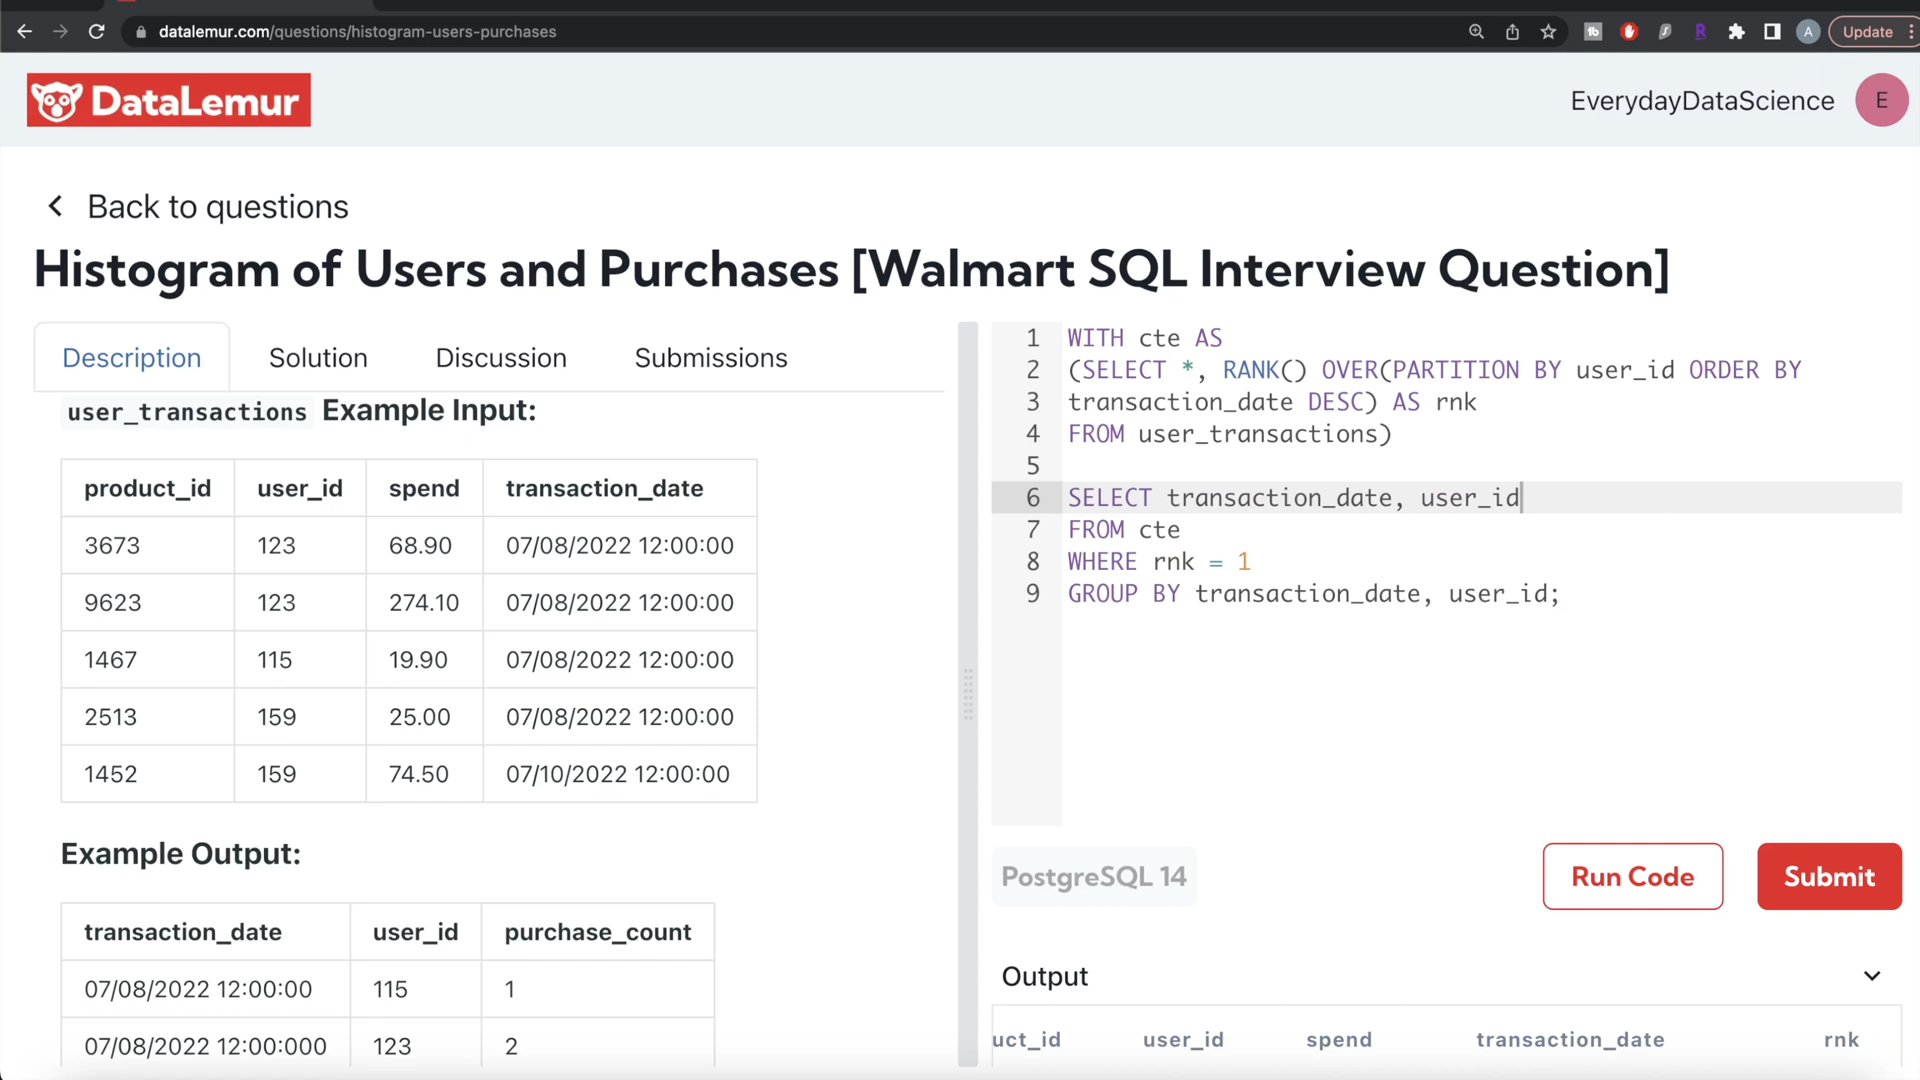 datalemur.com/questions/histogram-users-purchases
A
Update
DataLemur
EverydayDataScience
E
Back to questions
Histogram of Users and Purchases [Walmart SQL Interview Question]
Description Solution Discussion Submissions
user_transactions Example Input:
product_id user_id spend transaction_date
3673 123 68.90 07/08/2022 12:00:00
9623 123 274.10 07/08/2022 12:00:00
1467 115 19.90 07/08/2022 12:00:00
2513 159 25.00 07/08/2022 12:00:00
1452 159 74.50 07/10/2022 12:00:00
Example Output:
transaction_date user_id purchase_count
07/08/2022 12:00:00 115 1
07/08/2022 12:00:000 123 2
1 WITH cte AS
2 (SELECT *, RANK() OVER(PARTITION BY user_id ORDER BY
3 transaction_date DESC) AS rnk
4 FROM user_transactions)
5
6 SELECT transaction_date, user_id
7 FROM cte
8 WHERE rnk = 1
9 GROUP BY transaction_date, user_id;
PostgreSQL 14
Run Code
Submit
Output
uct_id user_id spend transaction_date rnk